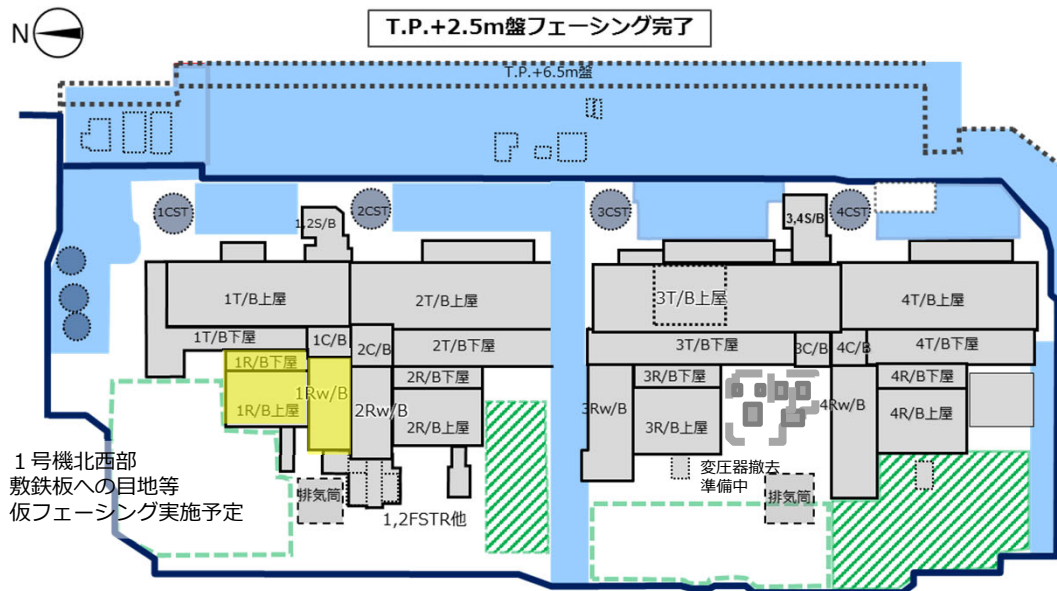 N
T.P.+2.5m盤フェーシング完了
T.P.+6.5m盤
1CST
1,2S/B
2CST
3CST
3,4S/B
4CST
1T/B上屋
2T/B上屋
3T/B上屋
4T/B上屋
1T/B下屋
1C/B
2C/B
2T/B下屋
3T/B下屋
3C/B
4C/B
4T/B下屋
1R/B下屋
1Rw/B
2R/B下屋
3R/B下屋
4R/B下屋
1R/B上屋
2Rw/B
2R/B上屋
3Rw/B
3R/B上屋
4Rw/B
4R/B上屋
1号機北西部
敷鉄板への目地等
仮フェーシング実施予定
排気筒
1,2FSTR他
変圧器撤去
準備中
排気筒